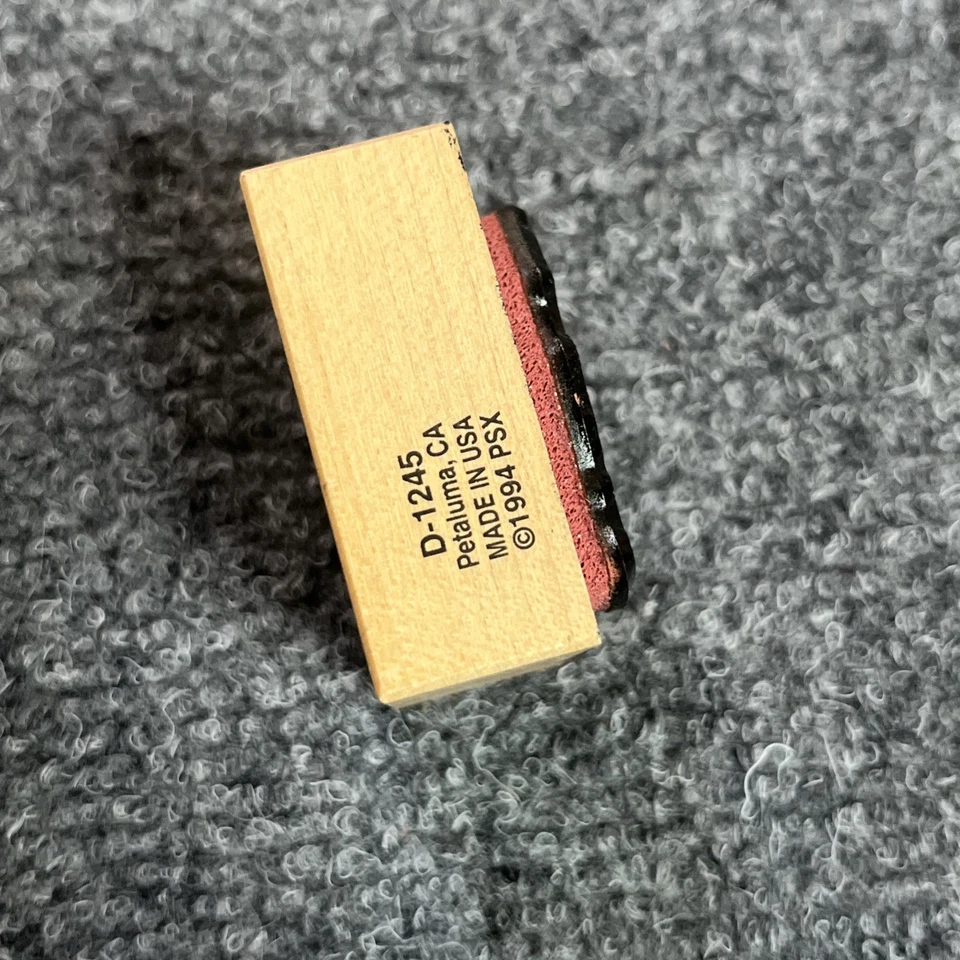 D-1245
Petaluma, CA
MADE IN USA
©1994 PSX